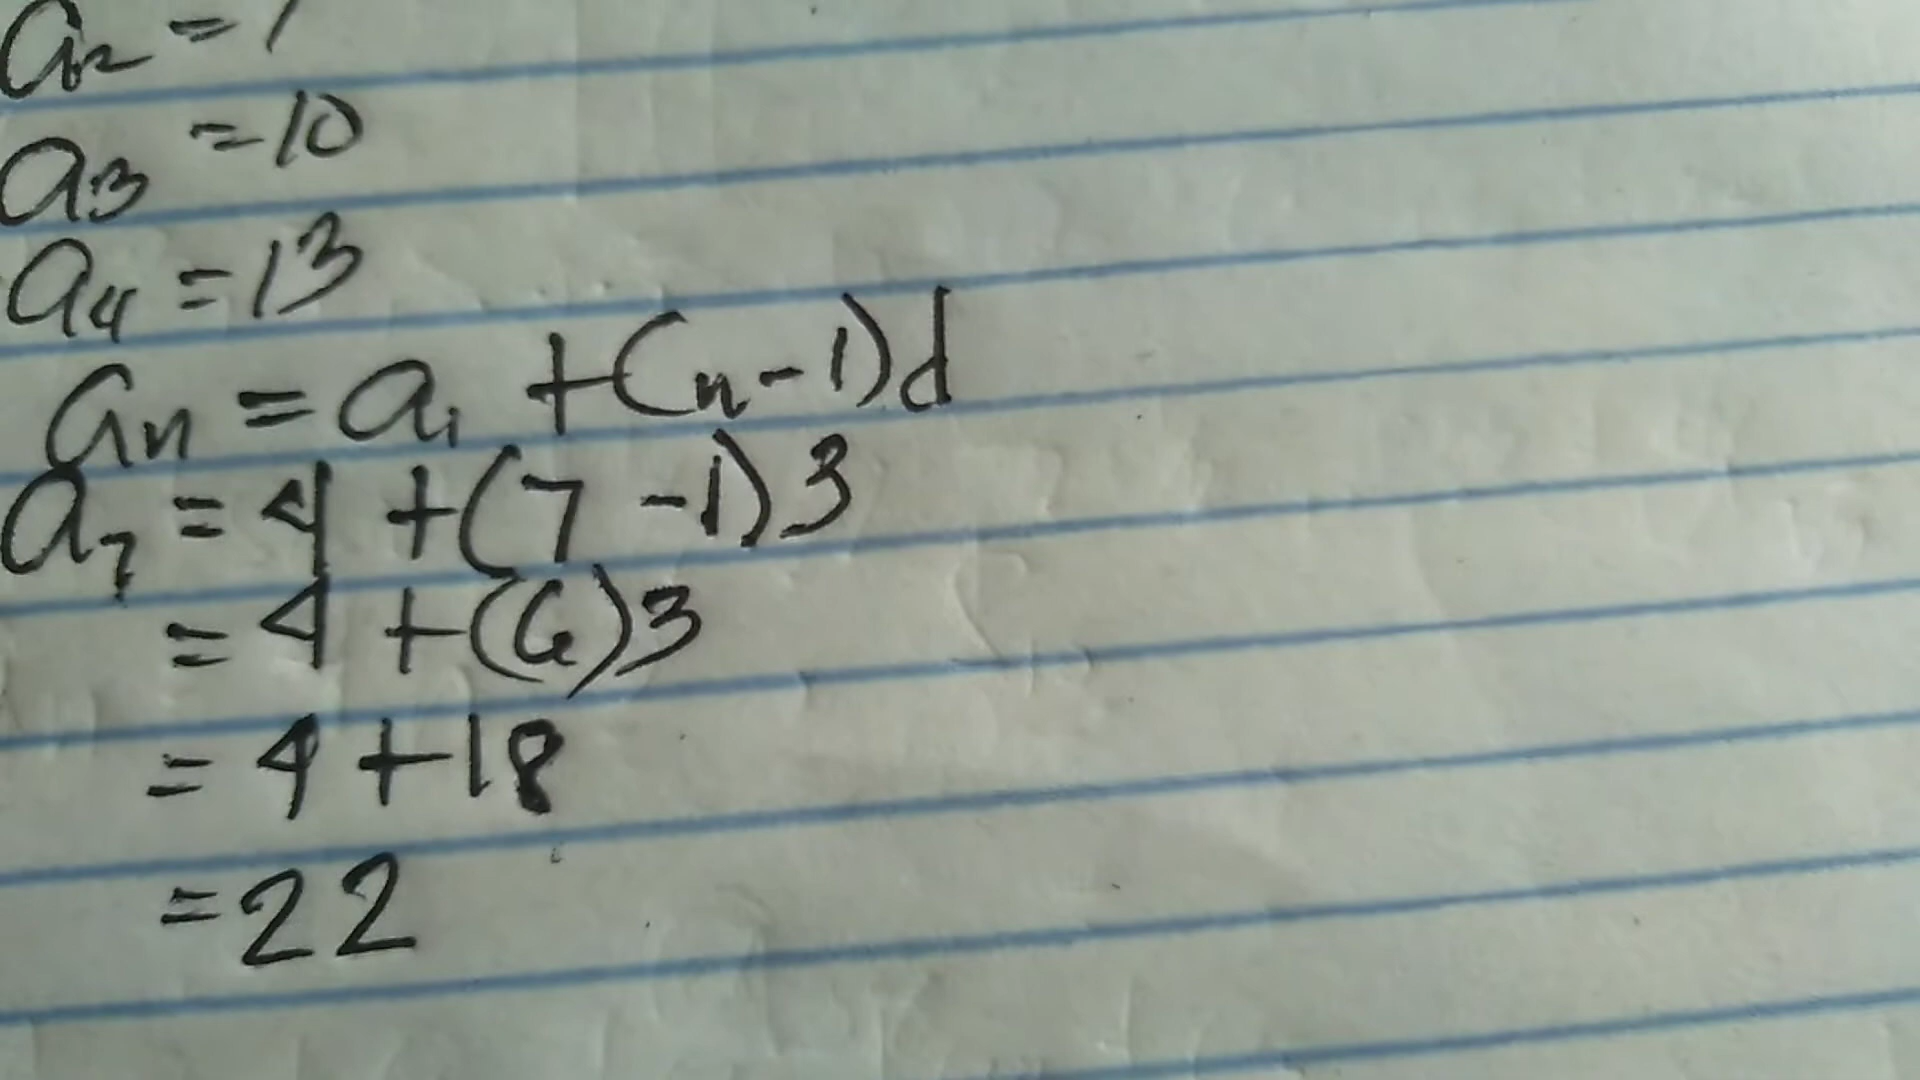 a₂ =
a₃ = 10
a₄ = 13
aₙ = a₁ + (n - 1)d
a₇ = 4 + (7 - 1)3
= 4 + (6)3
= 4 + 18
= 22